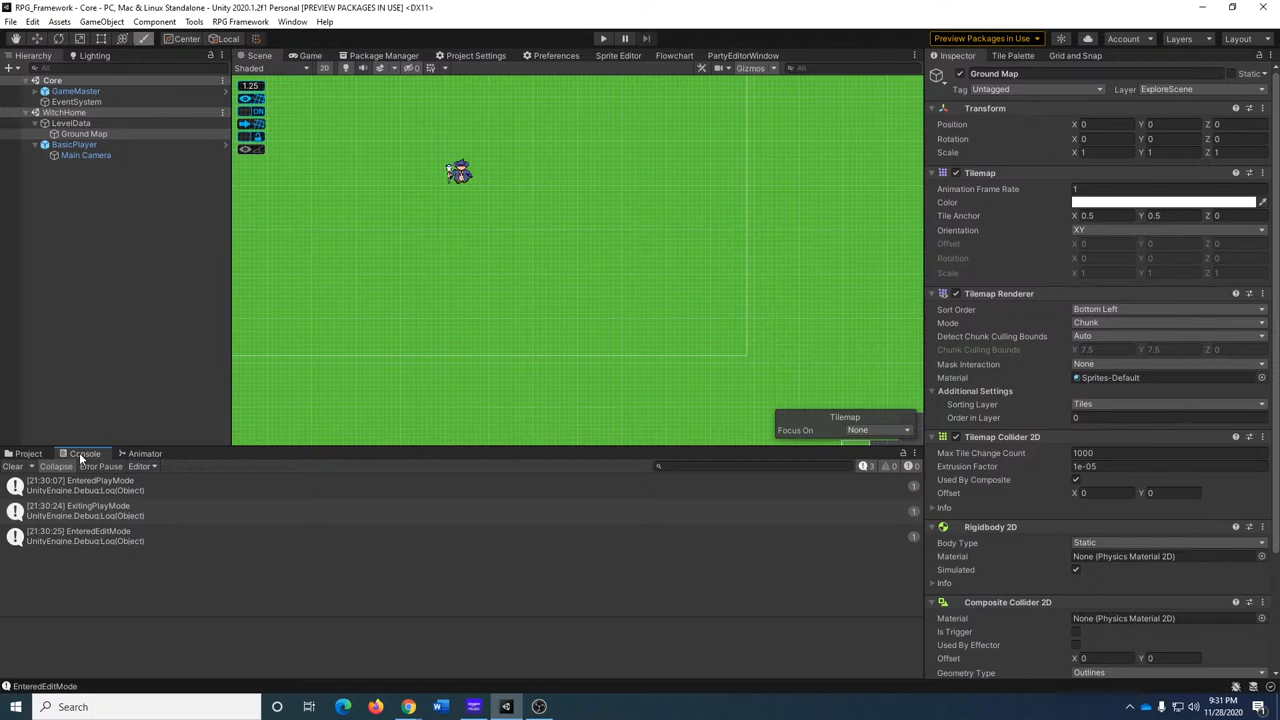 RPG_Framework - Core - PC, Mac & Linux Standalone - Unity 2020.1.2f1 Personal [PREVIEW PACKAGES IN USE] <DX11>
File Edit Assets GameObject Component Tools RPG Framework Window Help
Center Local Preview Packages in Use Account Layers Layout
Hierarchy Lighting
All
Core
GameMaster
EventSystem
WitchHome
LevelData
Ground Map
BasicPlayer
Main Camera
Scene Game Package Manager Project Settings Preferences Sprite Editor Flowchart PartyEditorWindow
Shaded 2D 0 Gizmos All
1.25
ON
Tilemap
Focus On None
Project Console Animator
Clear Collapse Error Pause Editor 3 0 0
[21:30:07] EnteredPlayMode
UnityEngine.Debug:Log(Object)
1
[21:30:24] ExitingPlayMode
UnityEngine.Debug:Log(Object)
1
[21:30:25] EnteredEditMode
UnityEngine.Debug:Log(Object)
1
EnteredEditMode
Inspector Tile Palette Grid and Snap
Ground Map Static
Tag Untagged Layer ExploreScene
Transform
Position X 0 Y 0 Z 0
Rotation X 0 Y 0 Z 0
Scale X 1 Y 1 Z 1
Tilemap
Animation Frame Rate 1
Color
Tile Anchor X 0.5 Y 0.5 Z 0
Orientation XY
Offset X 0 Y 0 Z 0
Rotation X 0 Y 0 Z 0
Scale X 1 Y 1 Z 1
Tilemap Renderer
Sort Order Bottom Left
Mode Chunk
Detect Chunk Culling Bounds Auto
Chunk Culling Bounds X 7.5 Y 7.5 Z 0
Mask Interaction None
Material Sprites-Default
Additional Settings
Sorting Layer Tiles
Order in Layer 0
Tilemap Collider 2D
Max Tile Change Count 1000
Extrusion Factor 1e-05
Used By Composite
Offset X 0 Y 0
Info
Rigidbody 2D
Body Type Static
Material None (Physics Material 2D)
Simulated
Info
Composite Collider 2D
Material None (Physics Material 2D)
Is Trigger
Used By Effector
Offset X 0 Y 0
Geometry Type Outlines
Search
9:31 PM
11/28/2020